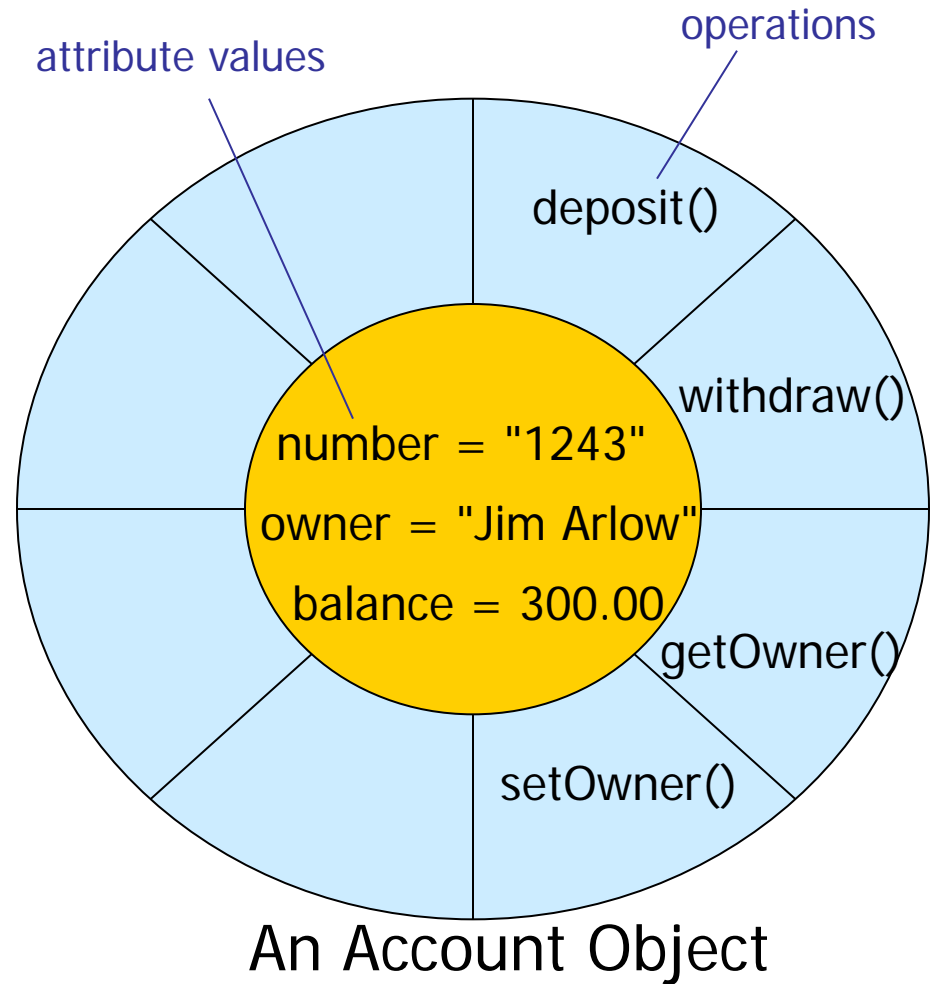 operations
attribute values
deposit()
withdraw()
number = "1243"
owner = "Jim Arlow"
balance = 300.00
getOwner()
setOwner()
An Account Object